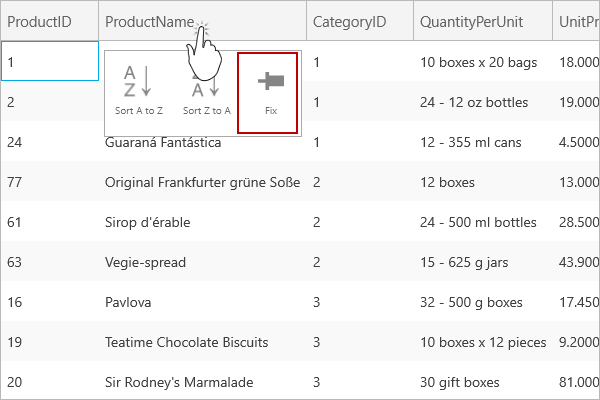 ProductID ProductName CategoryID QuantityPerUnit UnitPr
1 1 10 boxes x 20 bags 18.000
A Z Sort A to Z Z A Sort Z to A Fix
2 1 24 - 12 oz bottles 19.000
24 Guaraná Fantástica 1 12 - 355 ml cans 4.5000
77 Original Frankfurter grüne Soße 2 12 boxes 13.000
61 Sirop d'érable 2 24 - 500 ml bottles 28.500
63 Vegie-spread 2 15 - 625 g jars 43.900
16 Pavlova 3 32 - 500 g boxes 17.450
19 Teatime Chocolate Biscuits 3 10 boxes x 12 pieces 9.2000
20 Sir Rodney's Marmalade 3 30 gift boxes 81.000